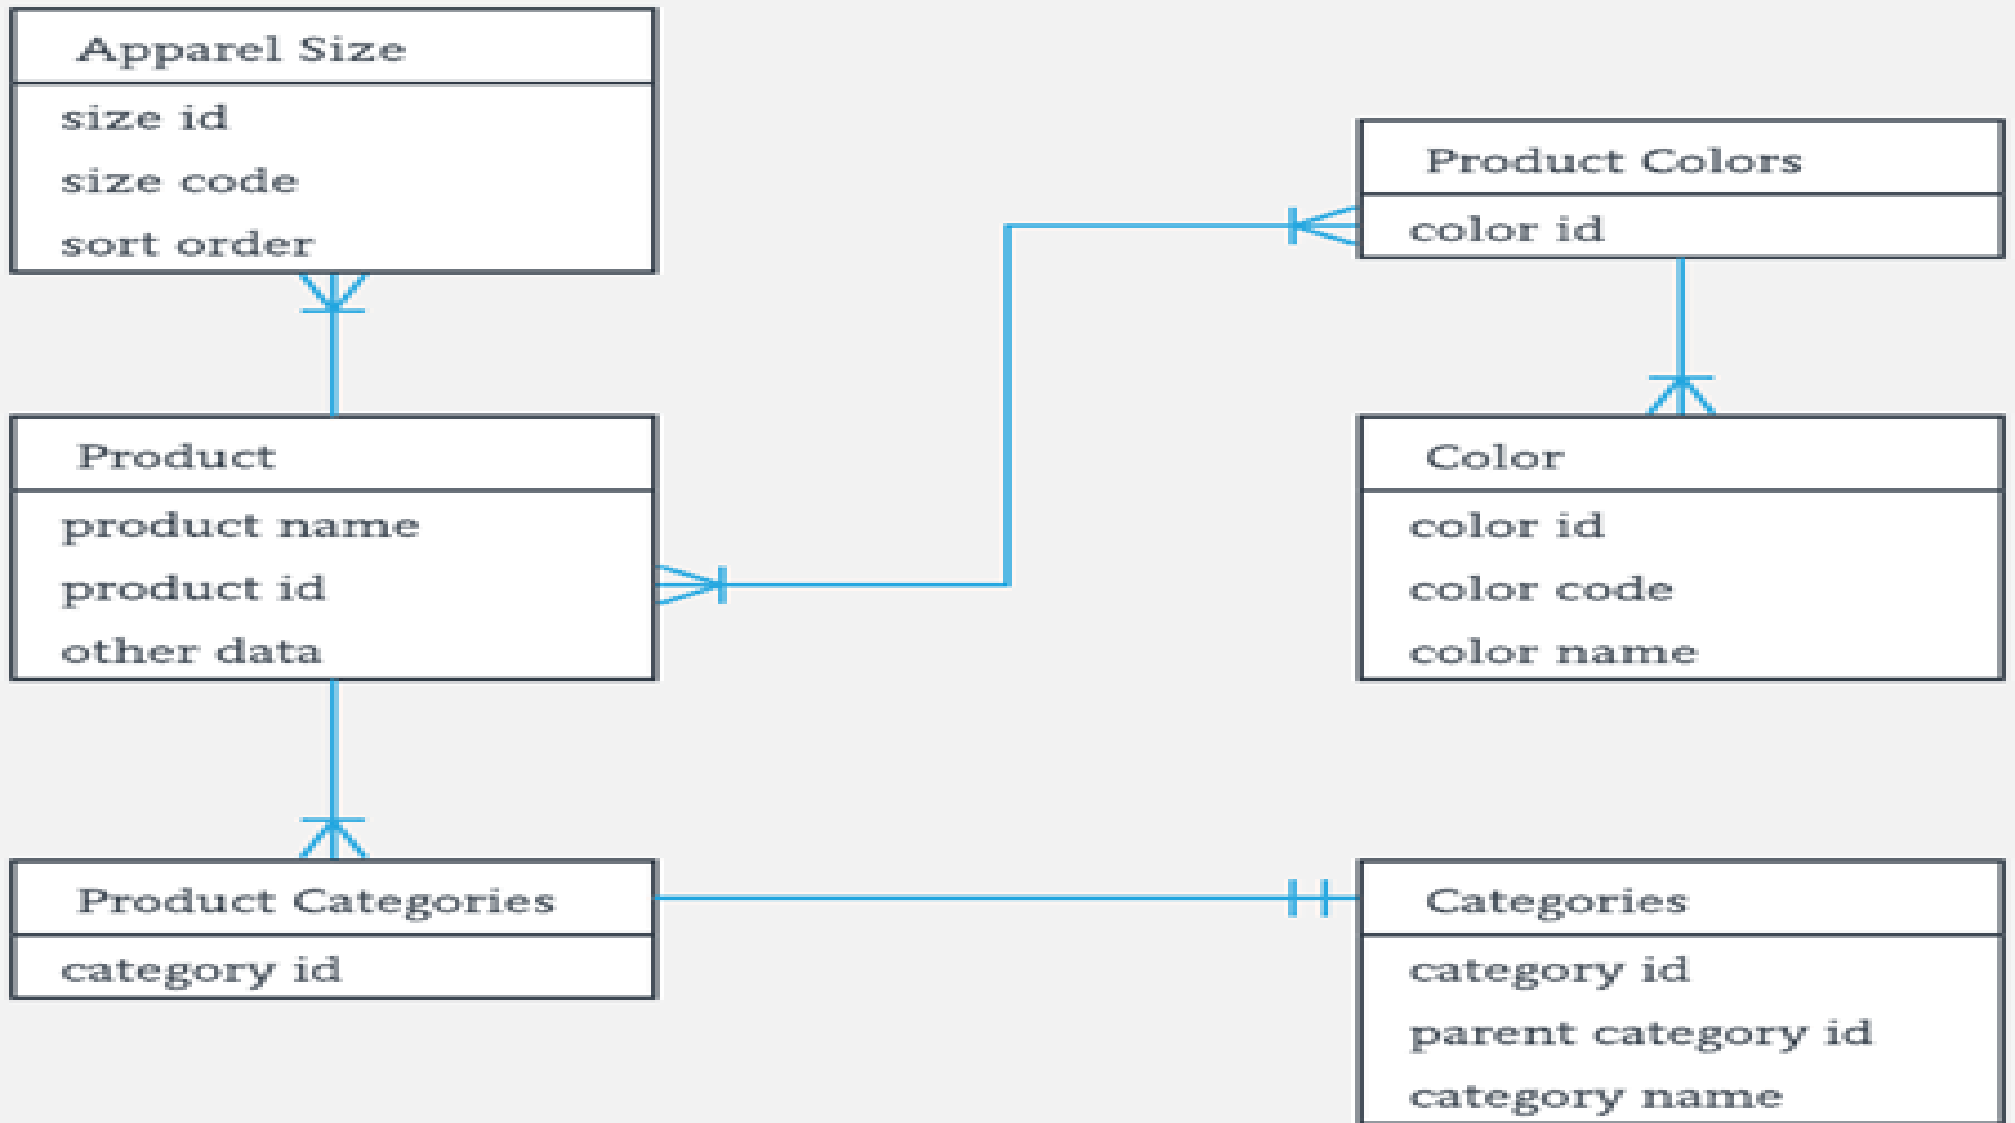 Apparel Size
size id
size code
sort order
Product Colors
color id
Product
product name
product id
other data
Color
color id
color code
color name
Product Categories
category id
Categories
category id
parent category id
category name